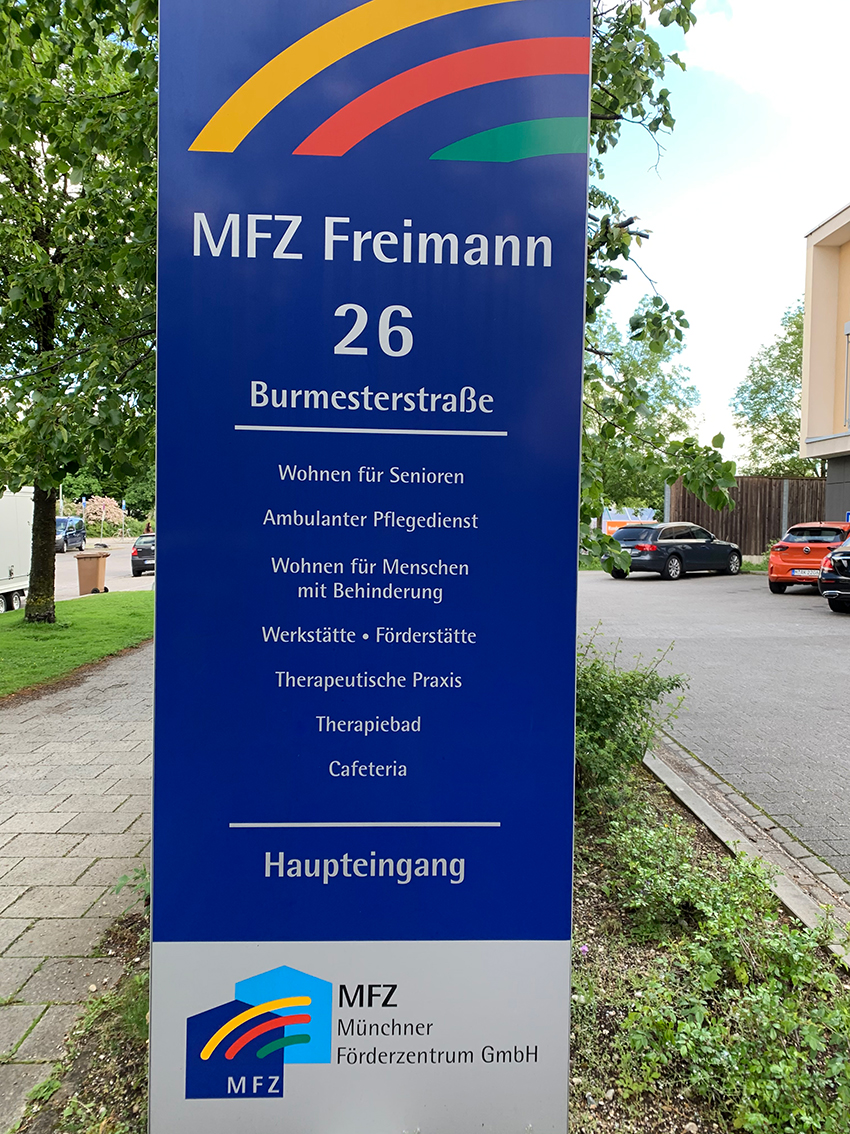 MFZ Freimann
26
Burmesterstraße
Wohnen für Senioren
Ambulanter Pflegedienst
Wohnen für Menschen
mit Behinderung
Werkstätte • Förderstätte
Therapeutische Praxis
Therapiebad
Cafeteria
Haupteingang
MFZ
Münchner
Förderzentrum GmbH
MFZ